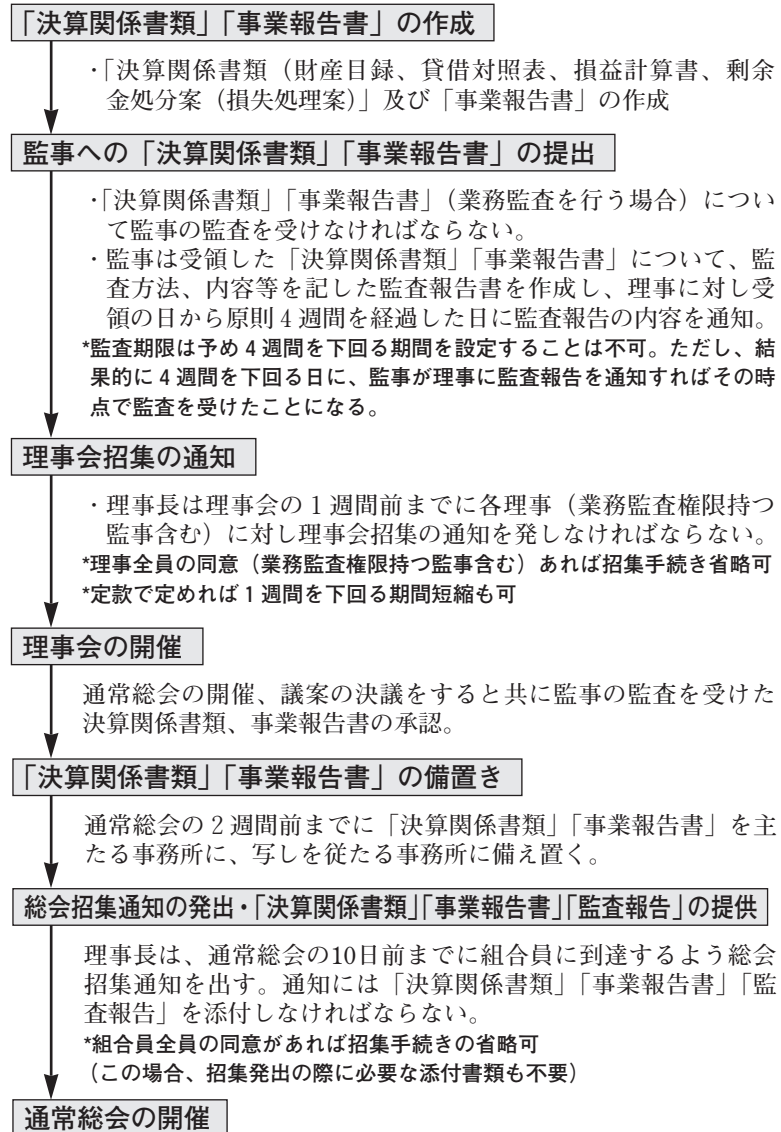 「決算関係書類」「事業報告書」の作成
・「決算関係書類（財産目録、貸借対照表、損益計算書、剰余
金処分案（損失処理案）」及び「事業報告書」の作成
監事への「決算関係書類」「事業報告書」の提出
・「決算関係書類」「事業報告書」（業務監査を行う場合）につい
て監事の監査を受けなければならない。
・監事は受領した「決算関係書類」「事業報告書」について、監
査方法、内容等を記した監査報告書を作成し、理事に対し受
領の日から原則４週間を経過した日に監査報告の内容を通知。
*監査期限は予め４週間を下回る期間を設定することは不可。ただし、結
果的に４週間を下回る日に、監事が理事に監査報告を通知すればその時
点で監査を受けたことになる。
理事会招集の通知
・理事長は理事会の１週間前までに各理事（業務監査権限持つ
監事含む）に対し理事会招集の通知を発しなければならない。
*理事全員の同意（業務監査権限持つ監事含む）あれば招集手続き省略可
*定款で定めれば１週間を下回る期間短縮も可
理事会の開催
通常総会の開催、議案の決議をすると共に監事の監査を受けた
決算関係書類、事業報告書の承認。
「決算関係書類」「事業報告書」の備置き
通常総会の２週間前までに「決算関係書類」「事業報告書」を主
たる事務所に、写しを従たる事務所に備え置く。
総会招集通知の発出・「決算関係書類」「事業報告書」「監査報告」の提供
理事長は、通常総会の10日前までに組合員に到達するよう総会
招集通知を出す。通知には「決算関係書類」「事業報告書」「監
査報告」を添付しなければならない。
*組合員全員の同意があれば招集手続きの省略可
（この場合、招集発出の際に必要な添付書類も不要）
通常総会の開催